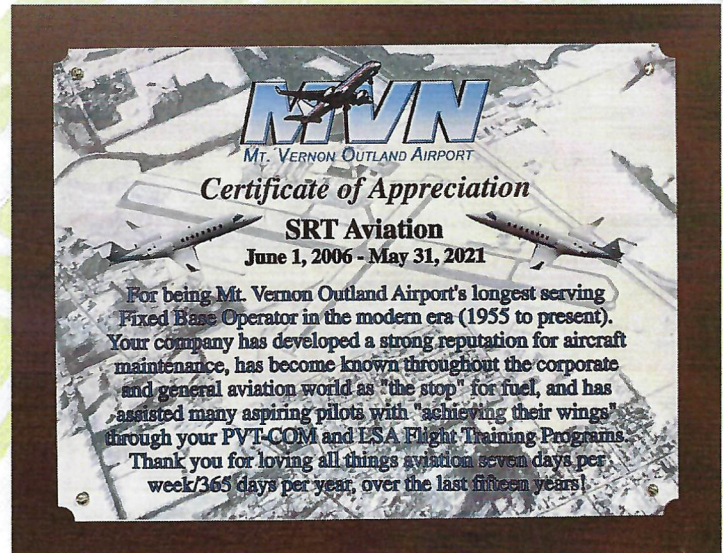 MVN
MT. VERNON OUTLAND AIRPORT
Certificate of Appreciation
SRT Aviation
June 1, 2006 - May 31, 2021
For being Mt. Vernon Outland Airport's longest serving
Fixed Base Operator in the modern era (1955 to present).
Your company has developed a strong reputation for aircraft
maintenance, has become known throughout the corporate
and general aviation world as "the stop" for fuel, and has
assisted many aspiring pilots with "achieving their wings"
through your PVT-COM and LSA Flight Training Programs.
Thank you for loving all things aviation seven days per
week/365 days per year, over the last fifteen years!